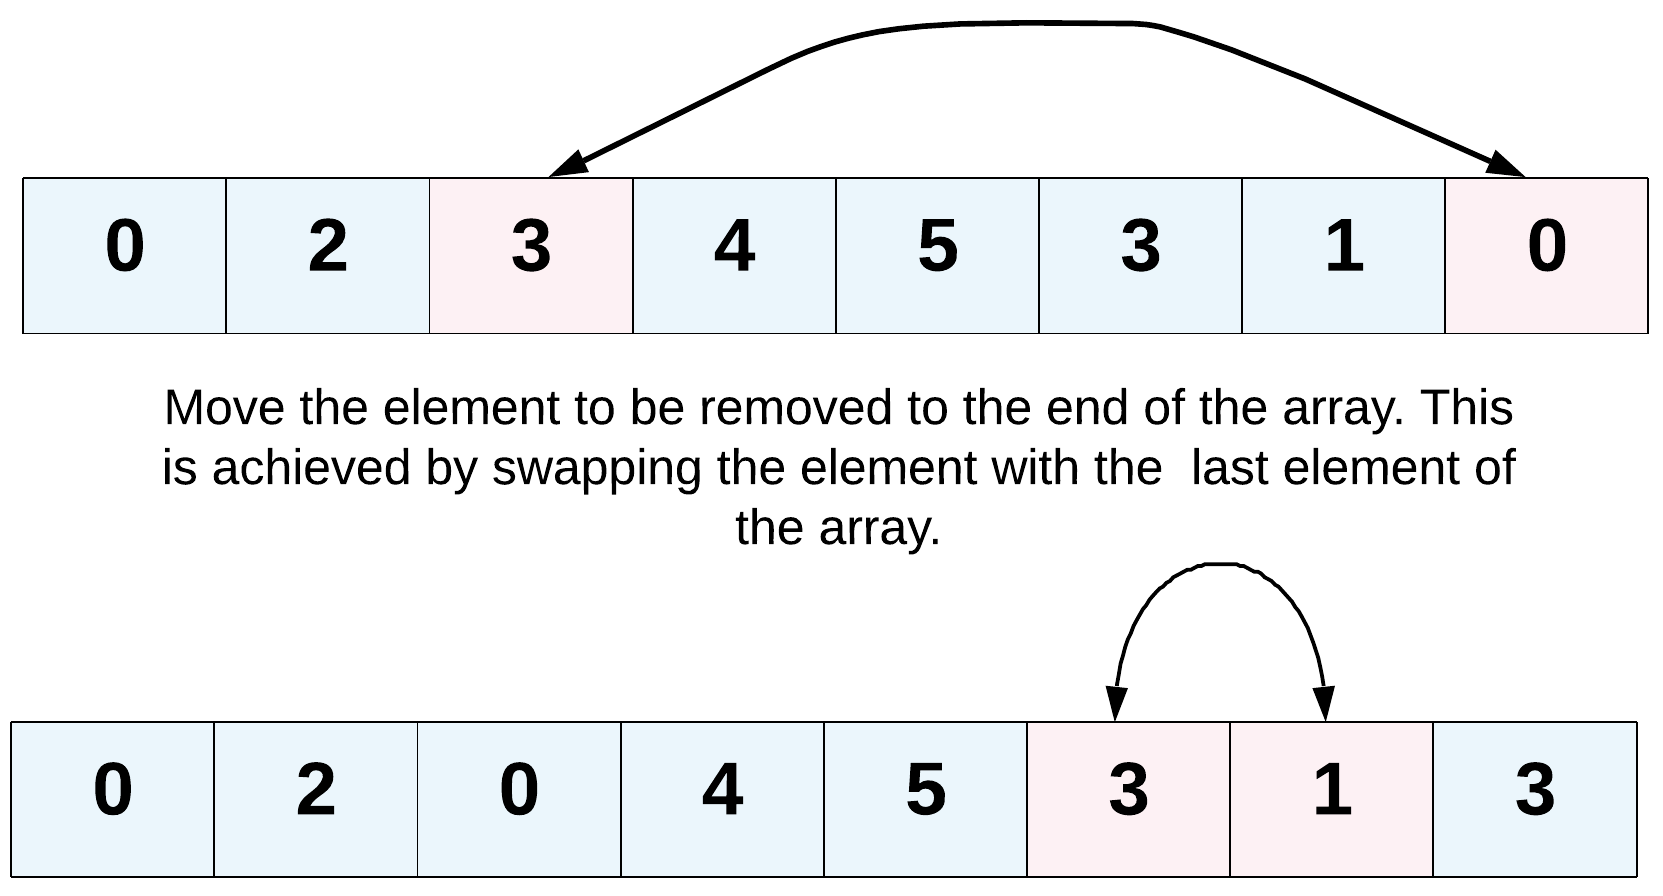 0 2 3 4 5 3 1 0
Move the element to be removed to the end of the array. This
is achieved by swapping the element with the  last element of
the array.
0 2 0 4 5 3 1 3